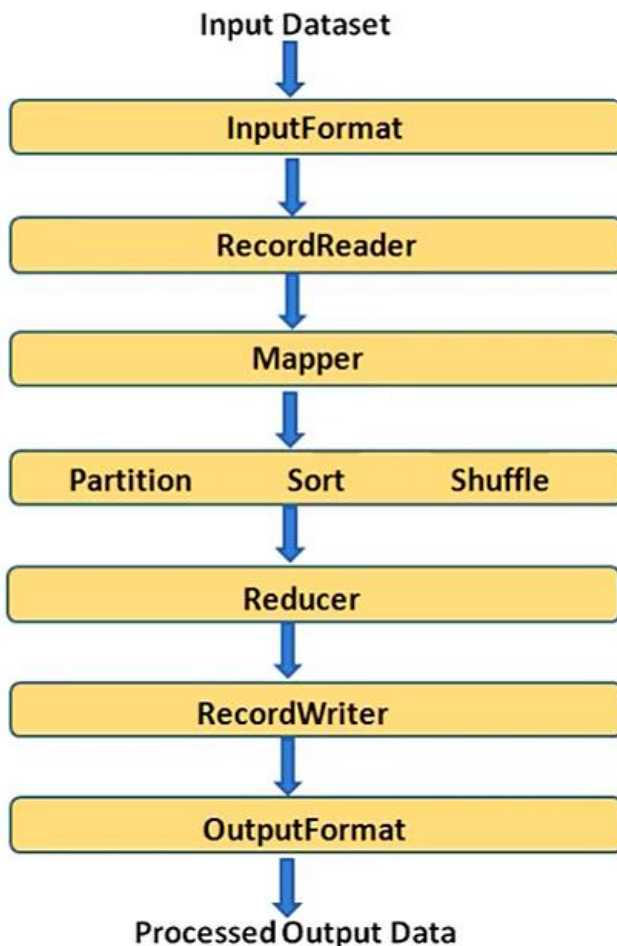 Input Dataset
InputFormat
RecordReader
Mapper
Partition Sort Shuffle
Reducer
RecordWriter
OutputFormat
Processed Output Data